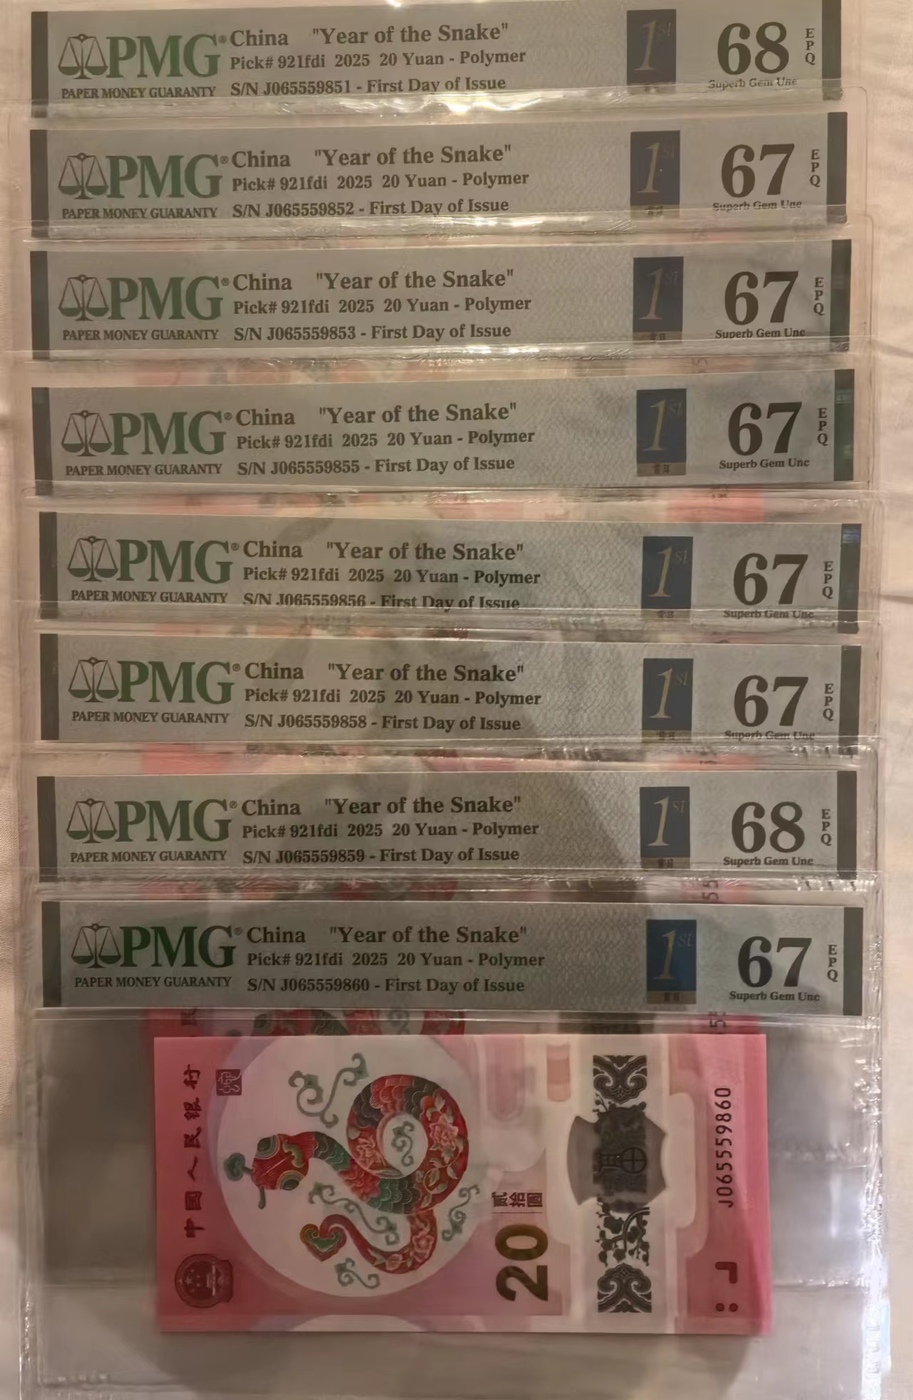 PMG® China "Year of the Snake" 1st 68 EPQ
Pick# 921fdi 2025 20 Yuan - Polymer
PAPER MONEY GUARANTY S/N J065559851 - First Day of Issue Superb Gem Unc
PMG® China "Year of the Snake" 1st 67 EPQ
Pick# 921fdi 2025 20 Yuan - Polymer
PAPER MONEY GUARANTY S/N J065559852 - First Day of Issue Superb Gem Unc
PMG® China "Year of the Snake" 1st 67 EPQ
Pick# 921fdi 2025 20 Yuan - Polymer
PAPER MONEY GUARANTY S/N J065559853 - First Day of Issue Superb Gem Unc
PMG® China "Year of the Snake" 1st 67 EPQ
Pick# 921fdi 2025 20 Yuan - Polymer
PAPER MONEY GUARANTY S/N J065559855 - First Day of Issue Superb Gem Unc
PMG® China "Year of the Snake" 1st 67 EPQ
Pick# 921fdi 2025 20 Yuan - Polymer
PAPER MONEY GUARANTY S/N J065559856 - First Day of Issue Superb Gem Unc
PMG® China "Year of the Snake" 1st 67 EPQ
Pick# 921fdi 2025 20 Yuan - Polymer
PAPER MONEY GUARANTY S/N J065559858 - First Day of Issue Superb Gem Unc
PMG® China "Year of the Snake" 1st 68 EPQ
Pick# 921fdi 2025 20 Yuan - Polymer
PAPER MONEY GUARANTY S/N J065559859 - First Day of Issue Superb Gem Unc
PMG® China "Year of the Snake" 1st 67 EPQ
Pick# 921fdi 2025 20 Yuan - Polymer
PAPER MONEY GUARANTY S/N J065559860 - First Day of Issue Superb Gem Unc
中国人民银行
贰拾圆
20
J065559860